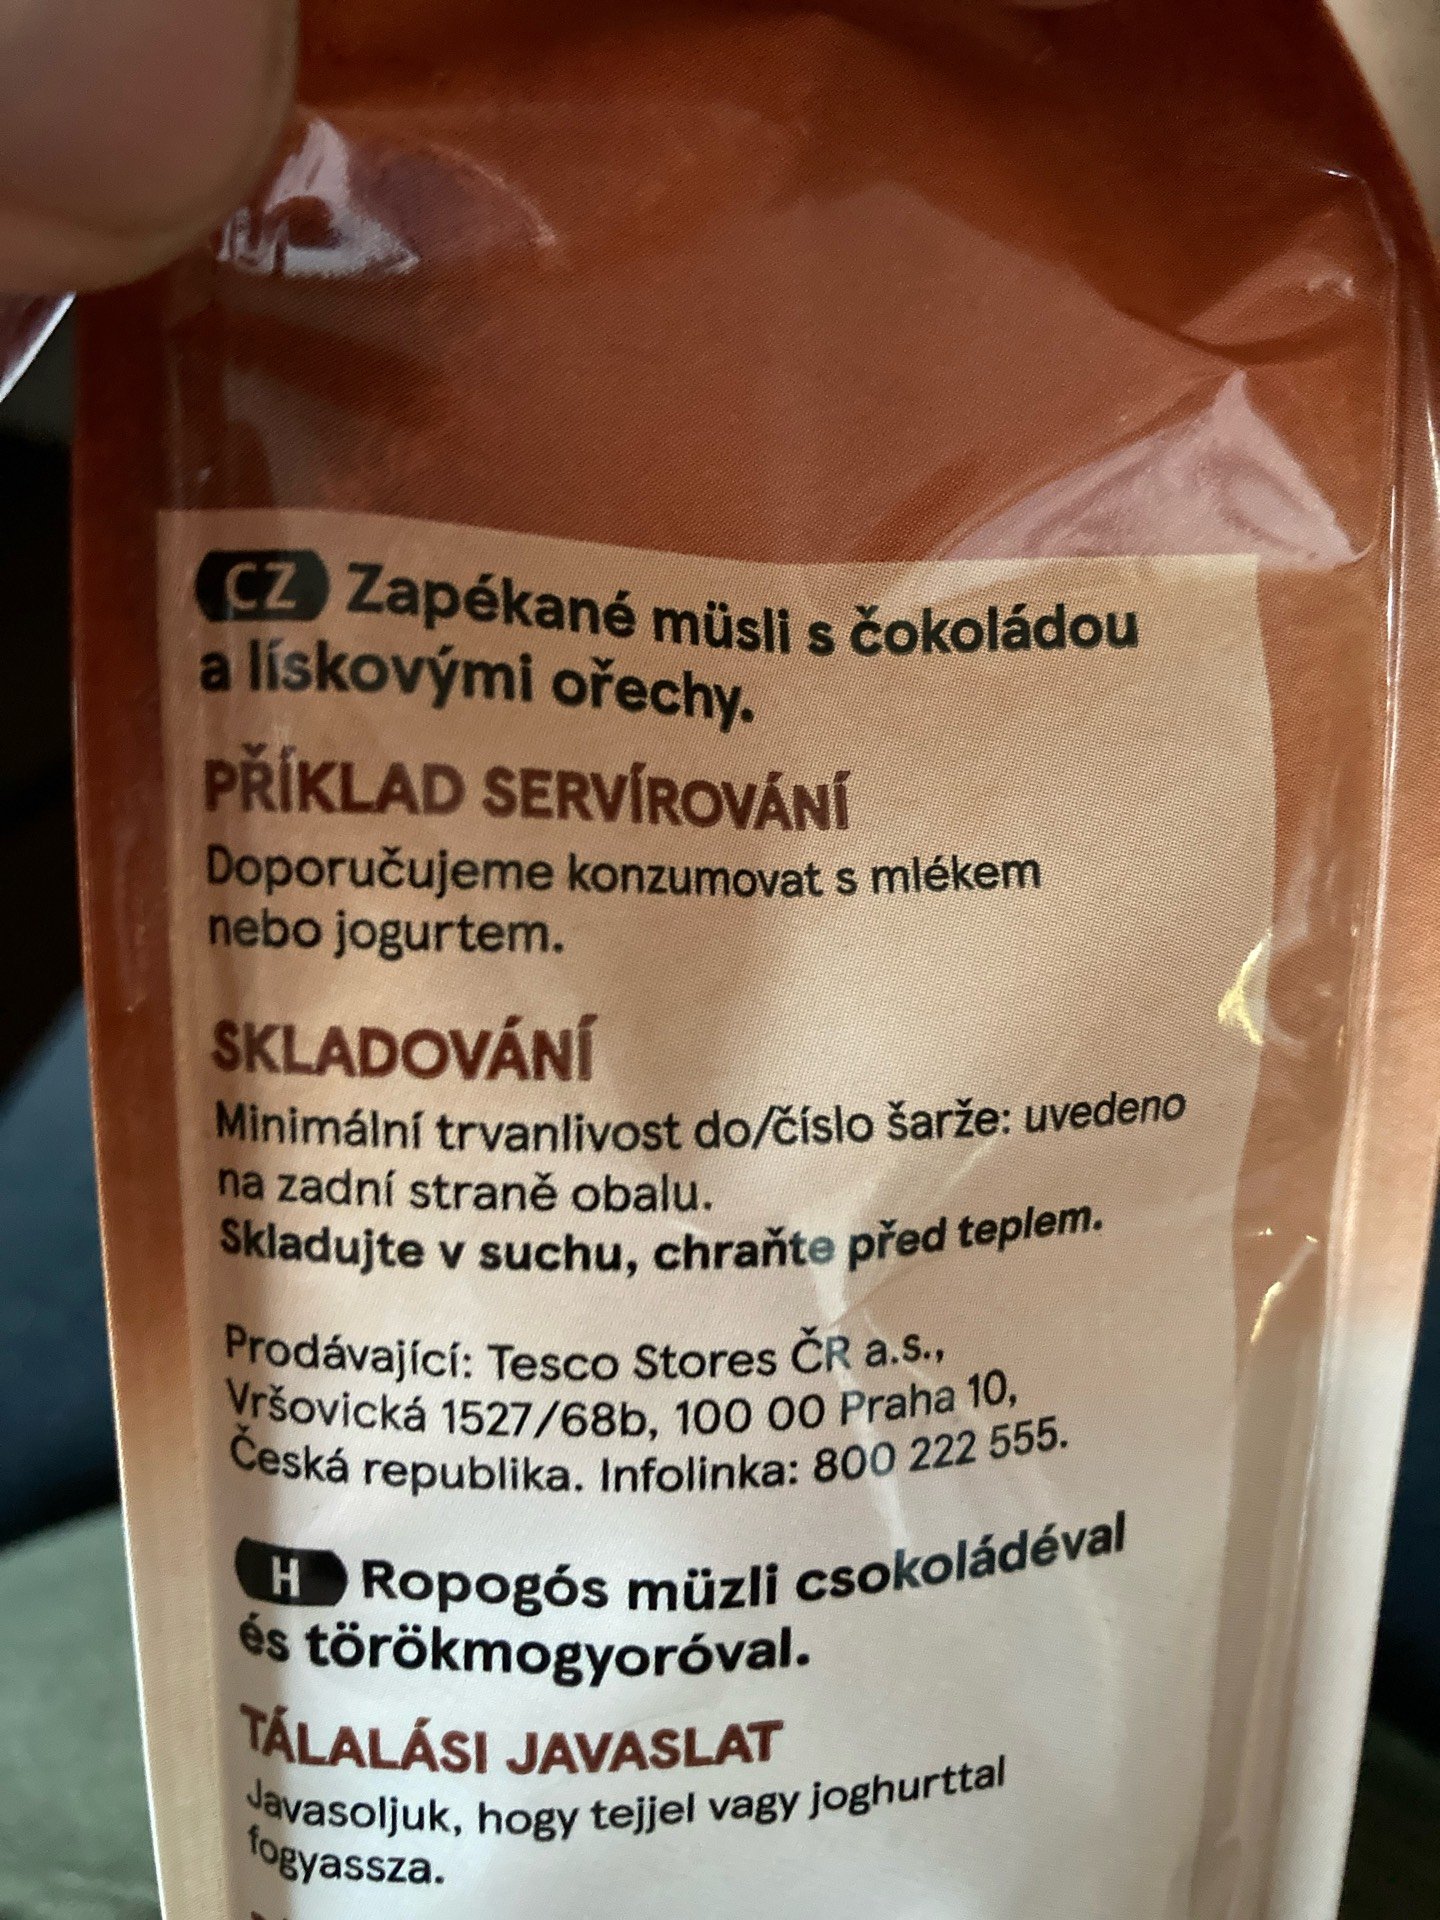 CZ Zapékané müsli s čokoládou
a lískovými ořechy.
PŘÍKLAD SERVÍROVÁNÍ
Doporučujeme konzumovat s mlékem
nebo jogurtem.
SKLADOVÁNÍ
Minimální trvanlivost do/číslo šarže: uvedeno
na zadní straně obalu.
Skladujte v suchu, chraňte před teplem.
Prodávající: Tesco Stores ČR a.s.,
Vršovická 1527/68b, 100 00 Praha 10,
Česká republika. Infolinka: 800 222 555.
H Ropogós müzli csokoládéval
és törökmogyoróval.
TÁLALÁSI JAVASLAT
Javasoljuk, hogy tejjel vagy joghurttal
fogyassza.